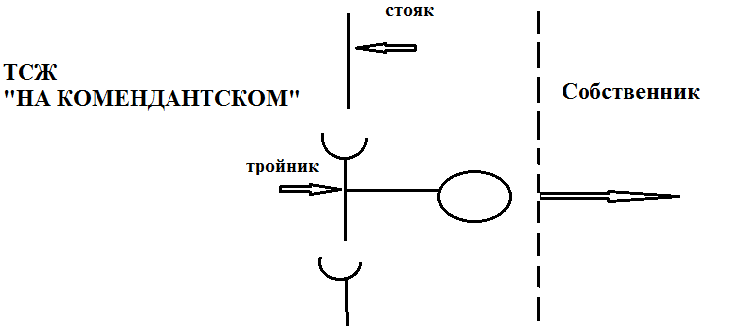 стояк
ТСЖ
"НА КОМЕНДАНТСКОМ"
Собственник
тройник